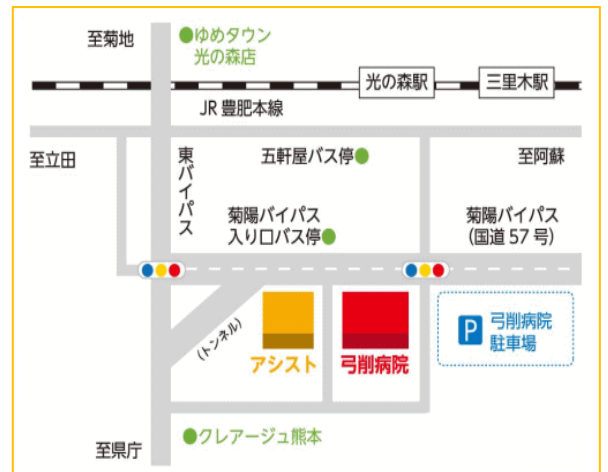 至菊地
ゆめタウン
光の森店
光の森駅
三里木駅
JR豊肥本線
至立田
東バイパス
五軒屋バス停
至阿蘇
菊陽バイパス
入り口バス停
菊陽バイパス
(国道57号)
(トンネル)
アシスト
弓削病院
P
弓削病院
駐車場
クレアージュ熊本
至県庁